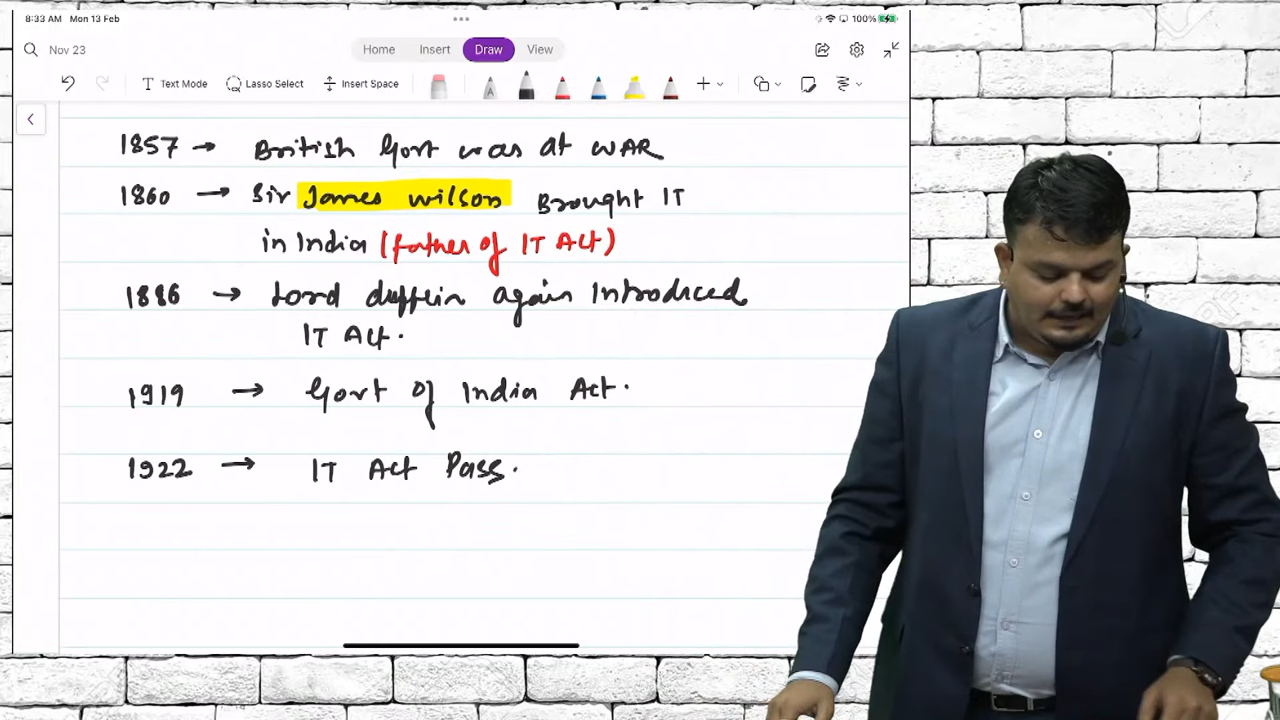 8:33 AM Mon 13 Feb
100%
Nov 23
Home Insert Draw View
Text Mode Lasso Select Insert Space
1857 → British Govt was at WAR
1860 → Sir James wilson Brought IT
in India (father of IT Act)
1886 → Lord dufflin again Introduced
IT Act.
1919 → Govt of India Act.
1922 → IT Act Pass.